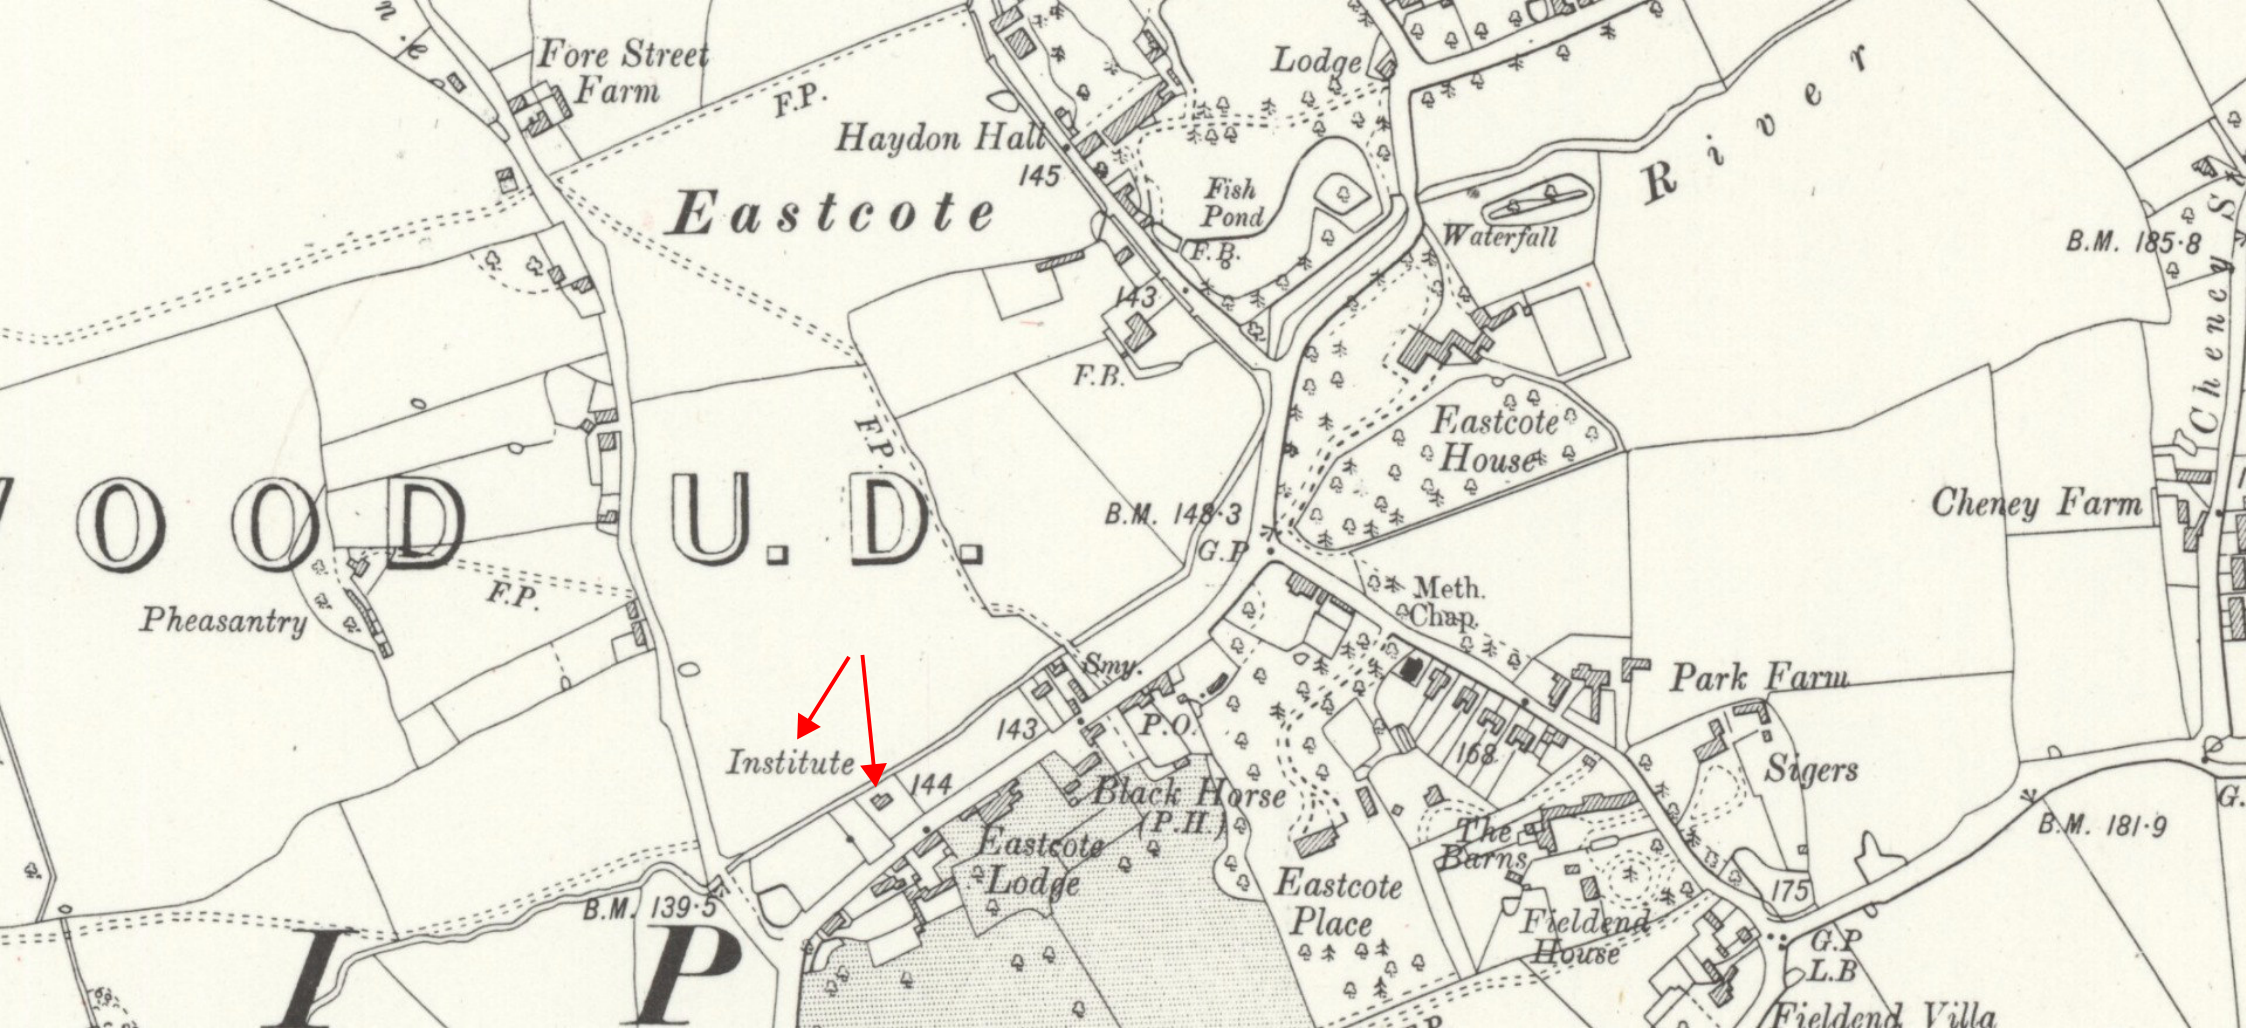 n.e
Fore Street
Farm
F.P.
Haydon Hall
145
Eastcote
Lodge
River
Fish
Pond
F.B.
Waterfall
B.M. 185·8
Cheney S
143
F.B.
F.P.
Eastcote
House
OOD U.D.
B.M. 148·3
G.P
Cheney Farm
Pheasantry
F.P.
Meth.
Chap.
Smy.
Park Farm
143
P.O.
168
Sigers
Institute
144
Black Horse
(P.H.)
Eastcote
Lodge
The
Barns
B.M. 181·9
G.
Eastcote
Place
175
B.M. 139·5
Fieldend
House
G.P
L.B
I P
Fieldend Villa